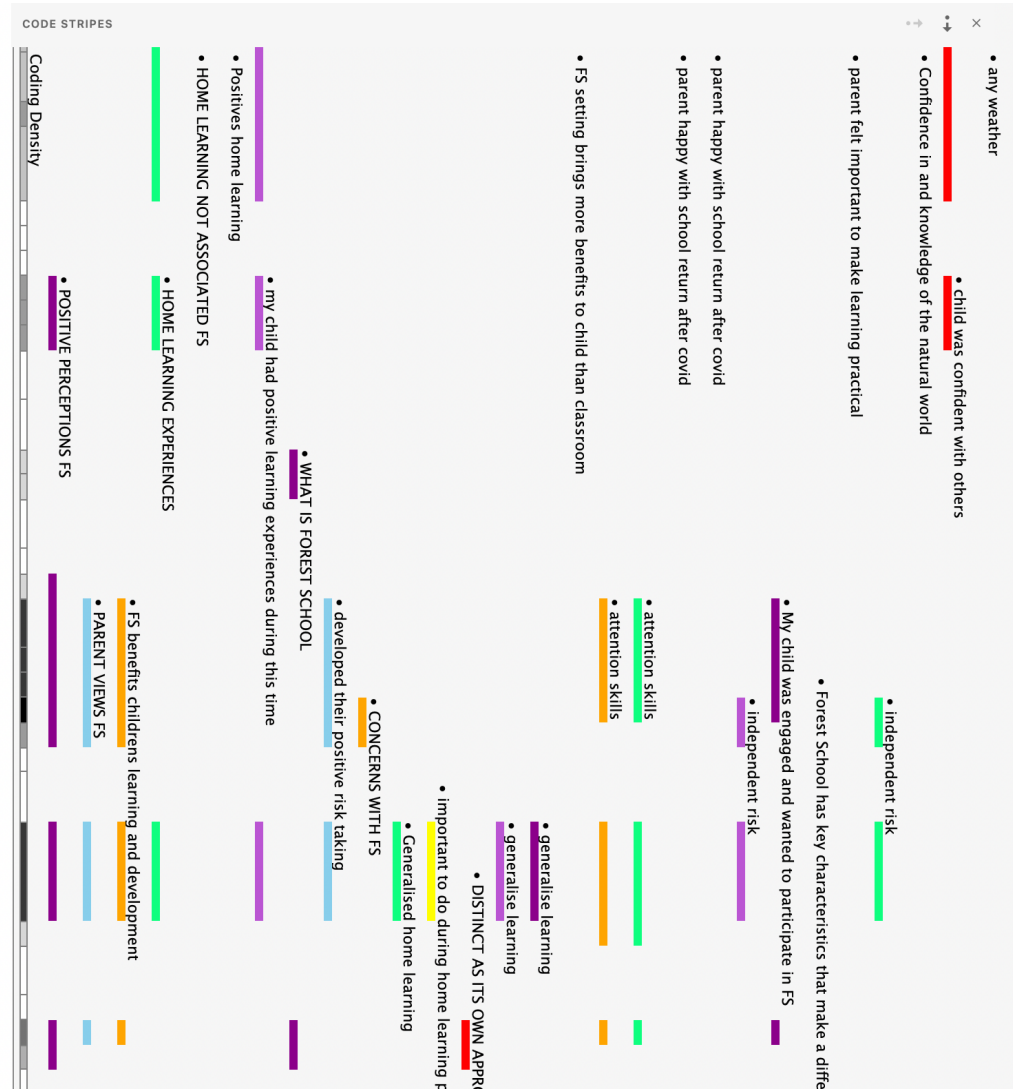 CODE STRIPES
Coding Density
• POSITIVE PERCEPTIONS FS
• PARENT VIEWS FS
• FS benefits childrens learning and development
• HOME LEARNING EXPERIENCES
• HOME LEARNING NOT ASSOCIATED FS
• Positives home learning
• my child had positive learning experiences during this time
• WHAT IS FOREST SCHOOL
• developed their positive risk taking
• CONCERNS WITH FS
• Generalised home learning
• important to do during home learning p
• DISTINCT AS ITS OWN APPR
• generalise learning
• generalise learning
• FS setting brings more benefits to child than classroom
• attention skills
• attention skills
• parent happy with school return after covid
• parent happy with school return after covid
• independent risk
• My child was engaged and wanted to participate in FS
• Forest School has key characteristics that make a diffe
• parent felt important to make learning practical
• independent risk
• Confidence in and knowledge of the natural world
• child was confident with others
• any weather